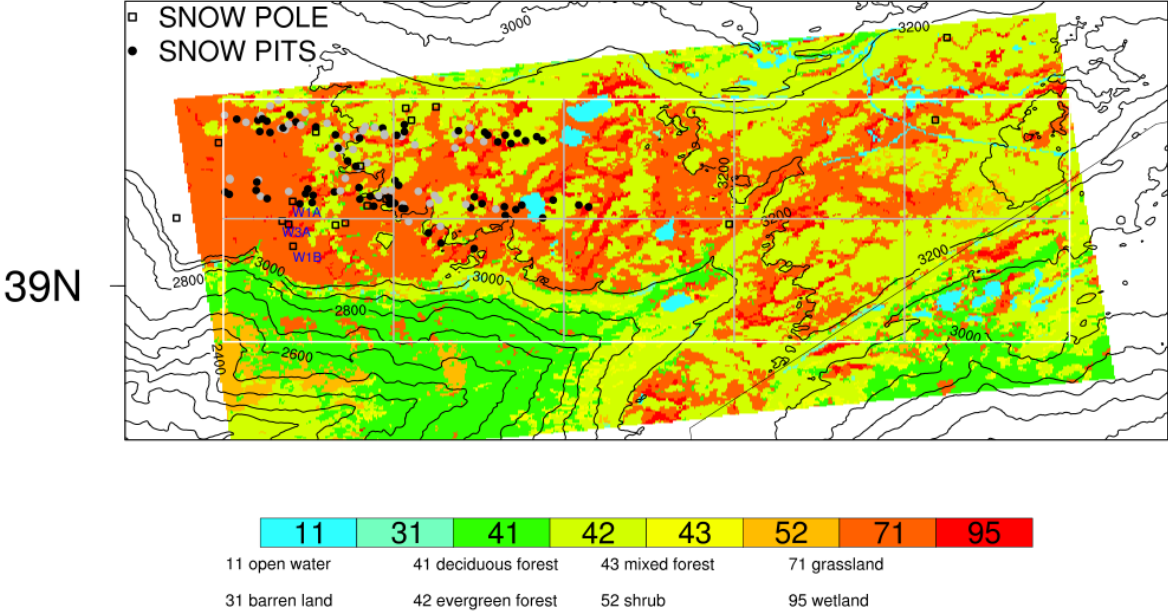 SNOW POLE
SNOW PITS
3000
3200
3200
3200
W1A
W3A
W1B
39N
2800
3000
3000
3200
2800
2600
2400
3000
11 31 41 42 43 52 71 95
11 open water 41 deciduous forest 43 mixed forest 71 grassland
31 barren land 42 evergreen forest 52 shrub 95 wetland